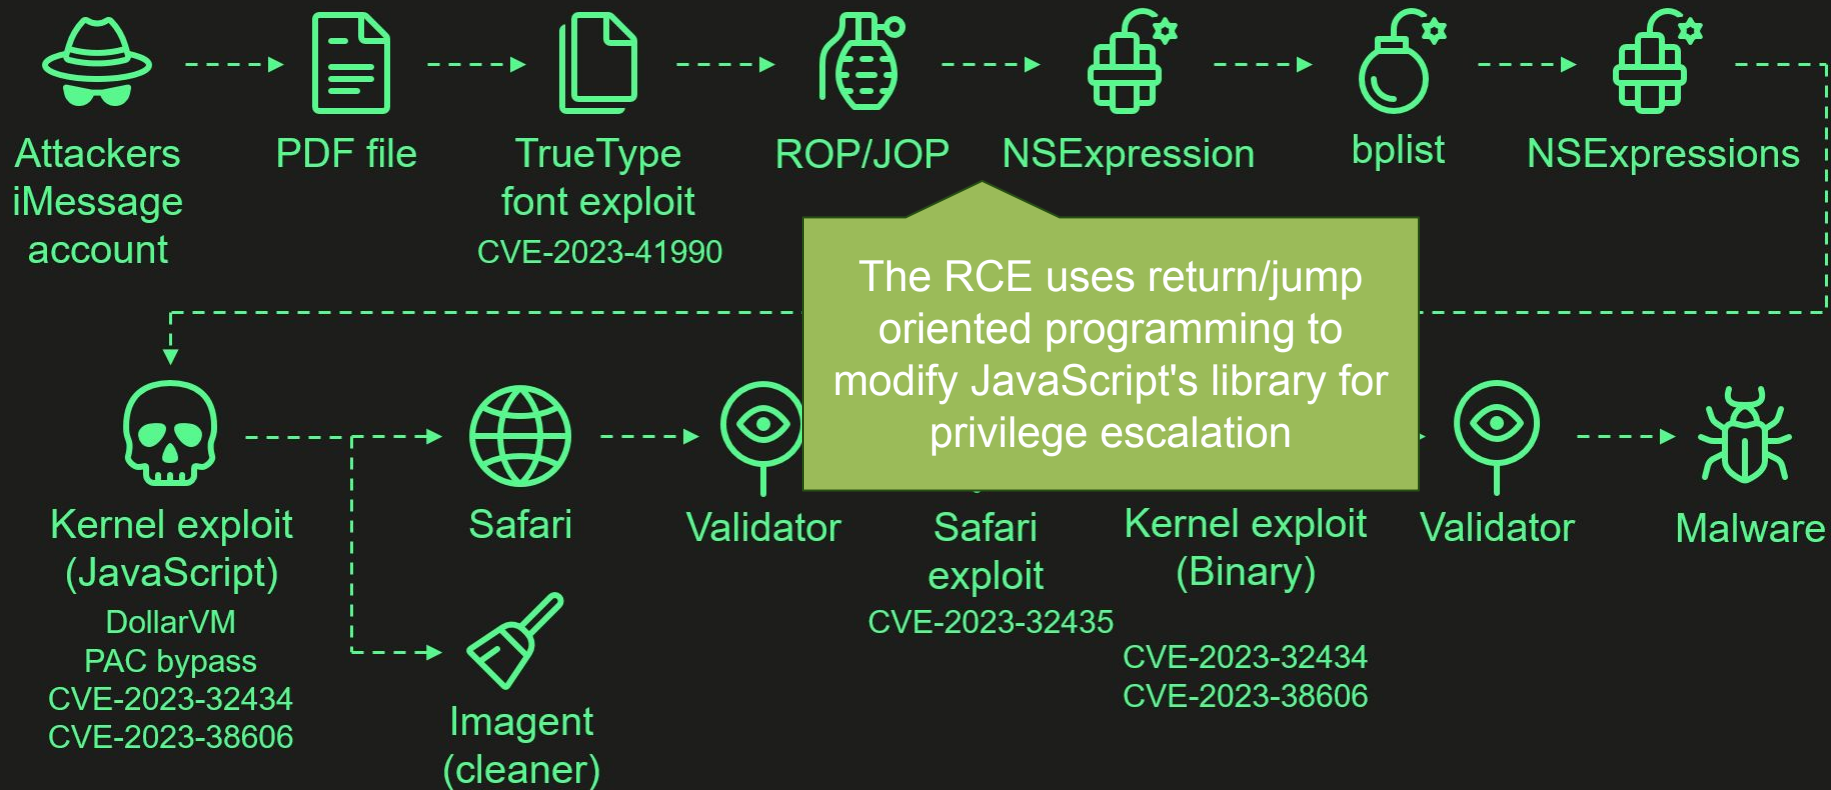 Attackers
iMessage
account
PDF file
TrueType
font exploit
CVE-2023-41990
ROP/JOP
NSExpression
bplist
NSExpressions
The RCE uses return/jump
oriented programming to
modify JavaScript's library for
privilege escalation
Kernel exploit
(JavaScript)
DollarVM
PAC bypass
CVE-2023-32434
CVE-2023-38606
Safari
Imagent
(cleaner)
Validator
Safari
exploit
CVE-2023-32435
Kernel exploit
(Binary)
CVE-2023-32434
CVE-2023-38606
Validator
Malware